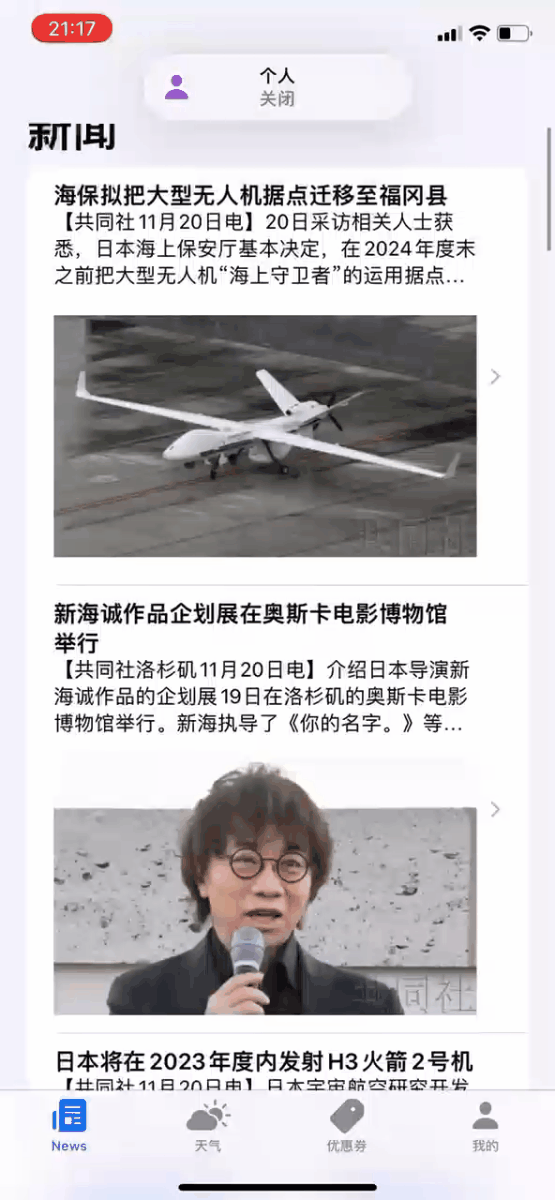 21:17
个人
关闭
新闻
海保拟把大型无人机据点迁移至福冈县
【共同社11月20日电】20日采访相关人士获
悉，日本海上保安厅基本决定，在2024年度末
之前把大型无人机“海上守卫者”的运用据点...
共同社
新海诚作品企划展在奥斯卡电影博物馆
举行
【共同社洛杉矶11月20日电】介绍日本导演新
海诚作品的企划展19日在洛杉矶的奥斯卡电影
博物馆举行。新海执导了《你的名字。》等...
共同社
日本将在2023年度内发射H3火箭2号机
【共同社11月20日电】日本宇宙航空研究开发
News
天气
优惠券
我的